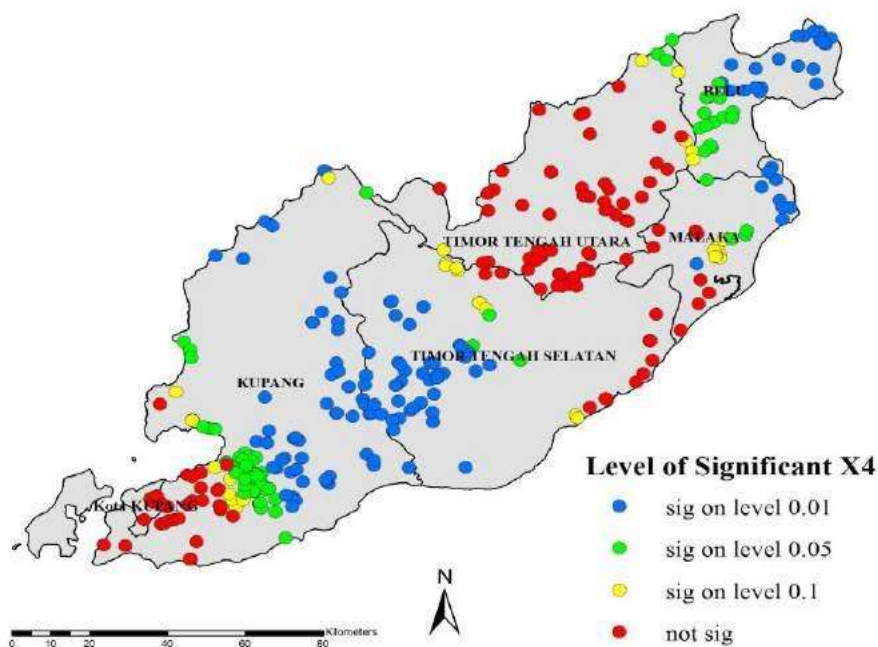 BELU
TIMOR TENGAH UTARA
MALAKA
TIMOR TENGAH SELATAN
KUPANG
Kota KUPANG
Level of Significant X4
sig on level 0.01
sig on level 0.05
sig on level 0.1
not sig
N
Kilometers
0 10 20 40 60 80